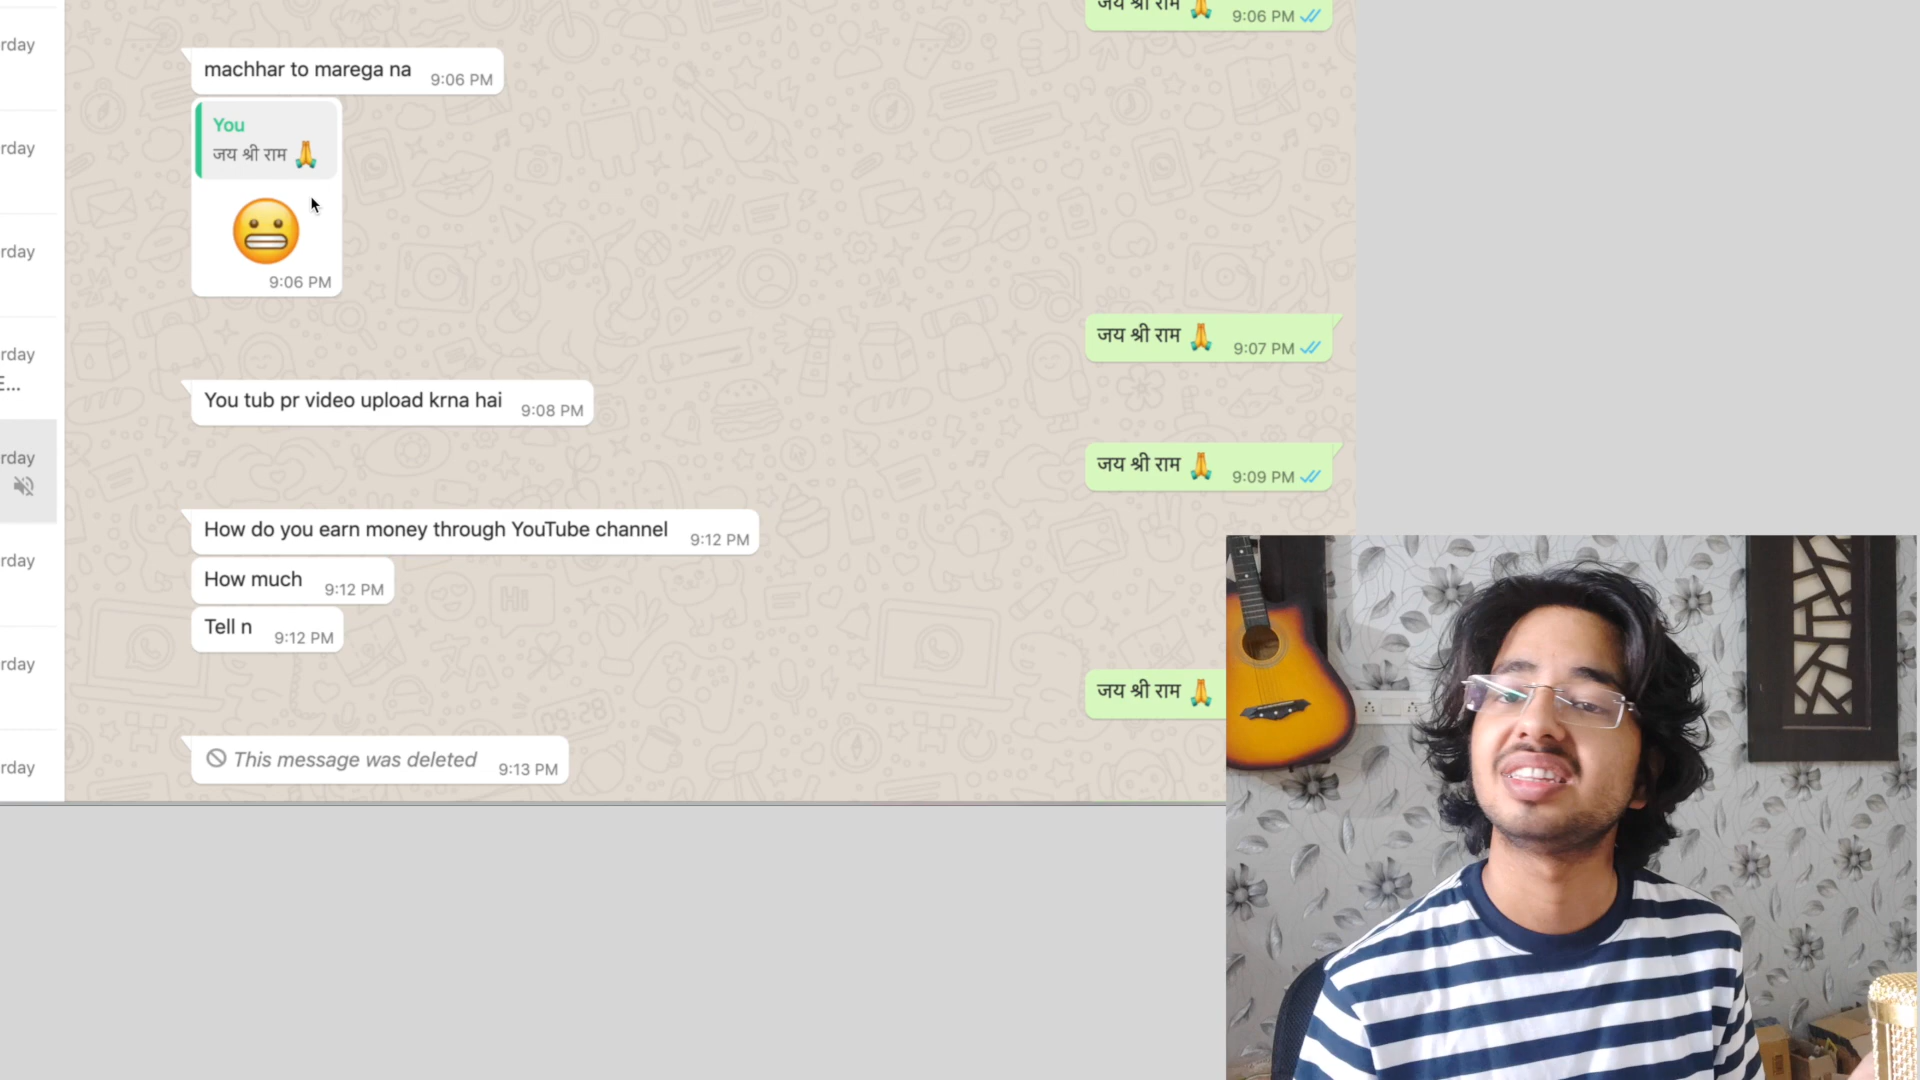 जय श्री राम 🙏 9:06 PM
rday
machhar to marega na 9:06 PM
You
जय श्री राम 🙏
rday
😬
rday
9:06 PM
जय श्री राम 🙏 9:07 PM
rday
E...
You tub pr video upload krna hai 9:08 PM
rday
जय श्री राम 🙏 9:09 PM
How do you earn money through YouTube channel 9:12 PM
rday
How much 9:12 PM
Tell n 9:12 PM
rday
जय श्री राम 🙏
This message was deleted 9:13 PM
rday